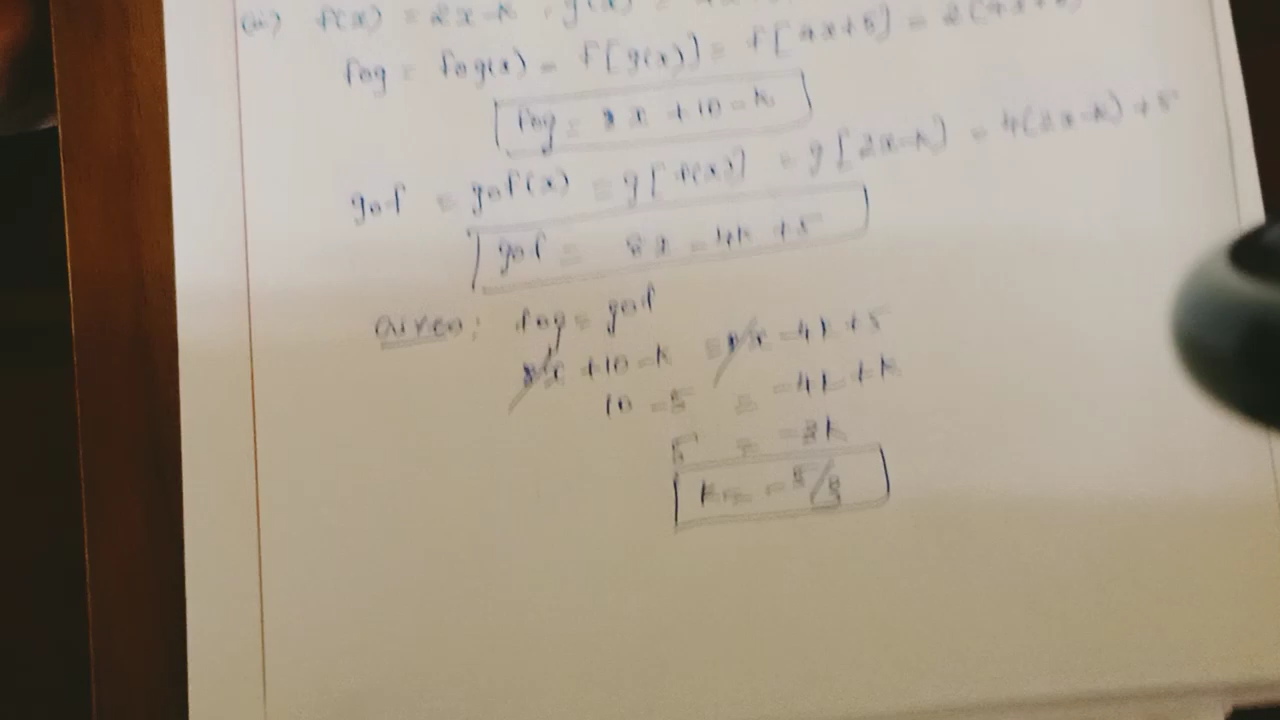 (ii) f(x) = 2x-k , g(x) =
fog = fog(x) = f[g(x)] = f[4x+5] = 2(4x+5)
fog = 8x + 10 - k
gof = gof(x) = g[f(x)] = g[2x-k] = 4(2x-k) + 5
gof = 8x - 4k + 5
Given: fog = gof
8x + 10 - k = 8x - 4k + 5
10 - 5 = -4k + k
5 = -3k
k = -5/3